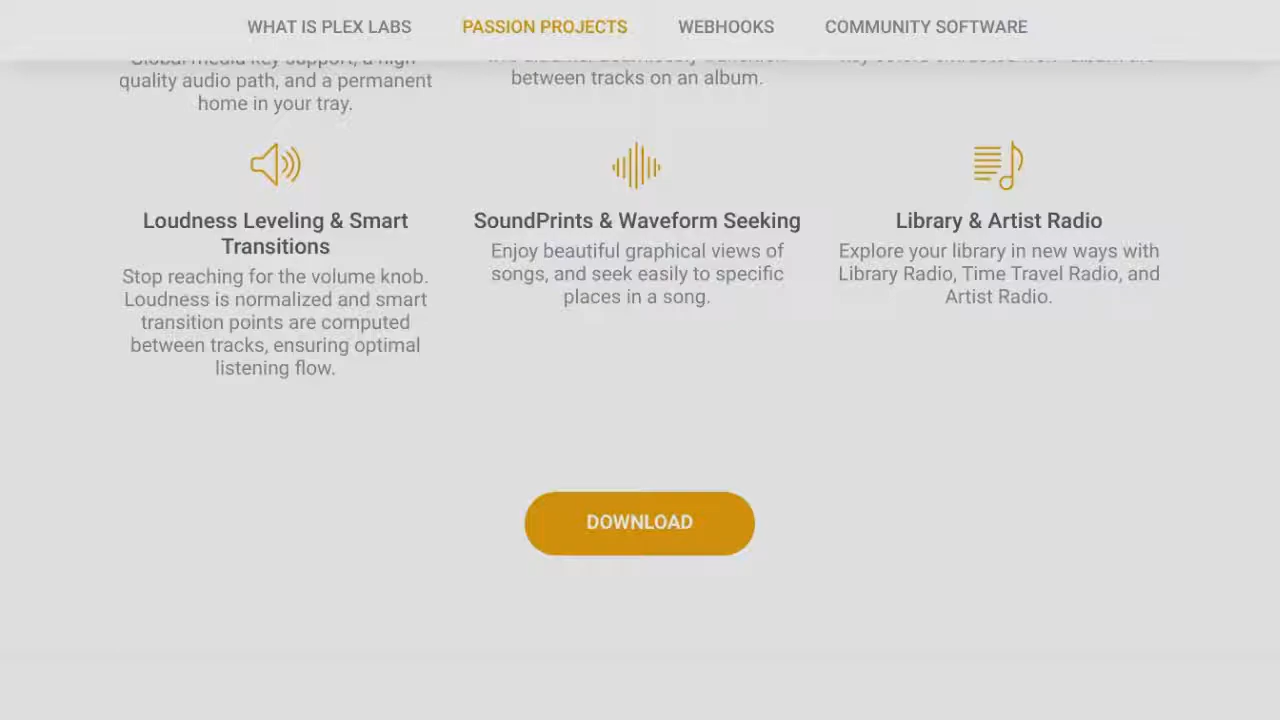 WHAT IS PLEX LABS PASSION PROJECTS WEBHOOKS COMMUNITY SOFTWARE
quality audio path, and a permanent
home in your tray.
between tracks on an album.
Loudness Leveling & Smart
Transitions
Stop reaching for the volume knob.
Loudness is normalized and smart
transition points are computed
between tracks, ensuring optimal
listening flow.
SoundPrints & Waveform Seeking
Enjoy beautiful graphical views of
songs, and seek easily to specific
places in a song.
Library & Artist Radio
Explore your library in new ways with
Library Radio, Time Travel Radio, and
Artist Radio.
DOWNLOAD